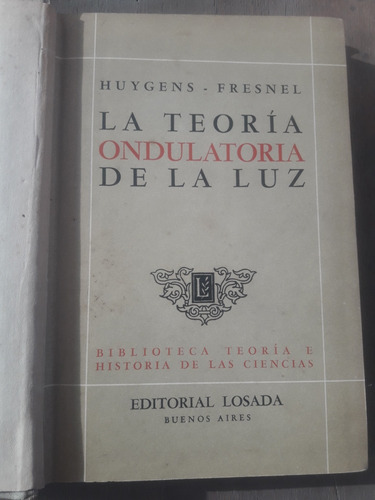 HUYGENS - FRESNEL
LA TEORÍA
ONDULATORIA
DE LA LUZ
L
BIBLIOTECA TEORÍA E
HISTORIA DE LAS CIENCIAS
EDITORIAL LOSADA
BUENOS AIRES